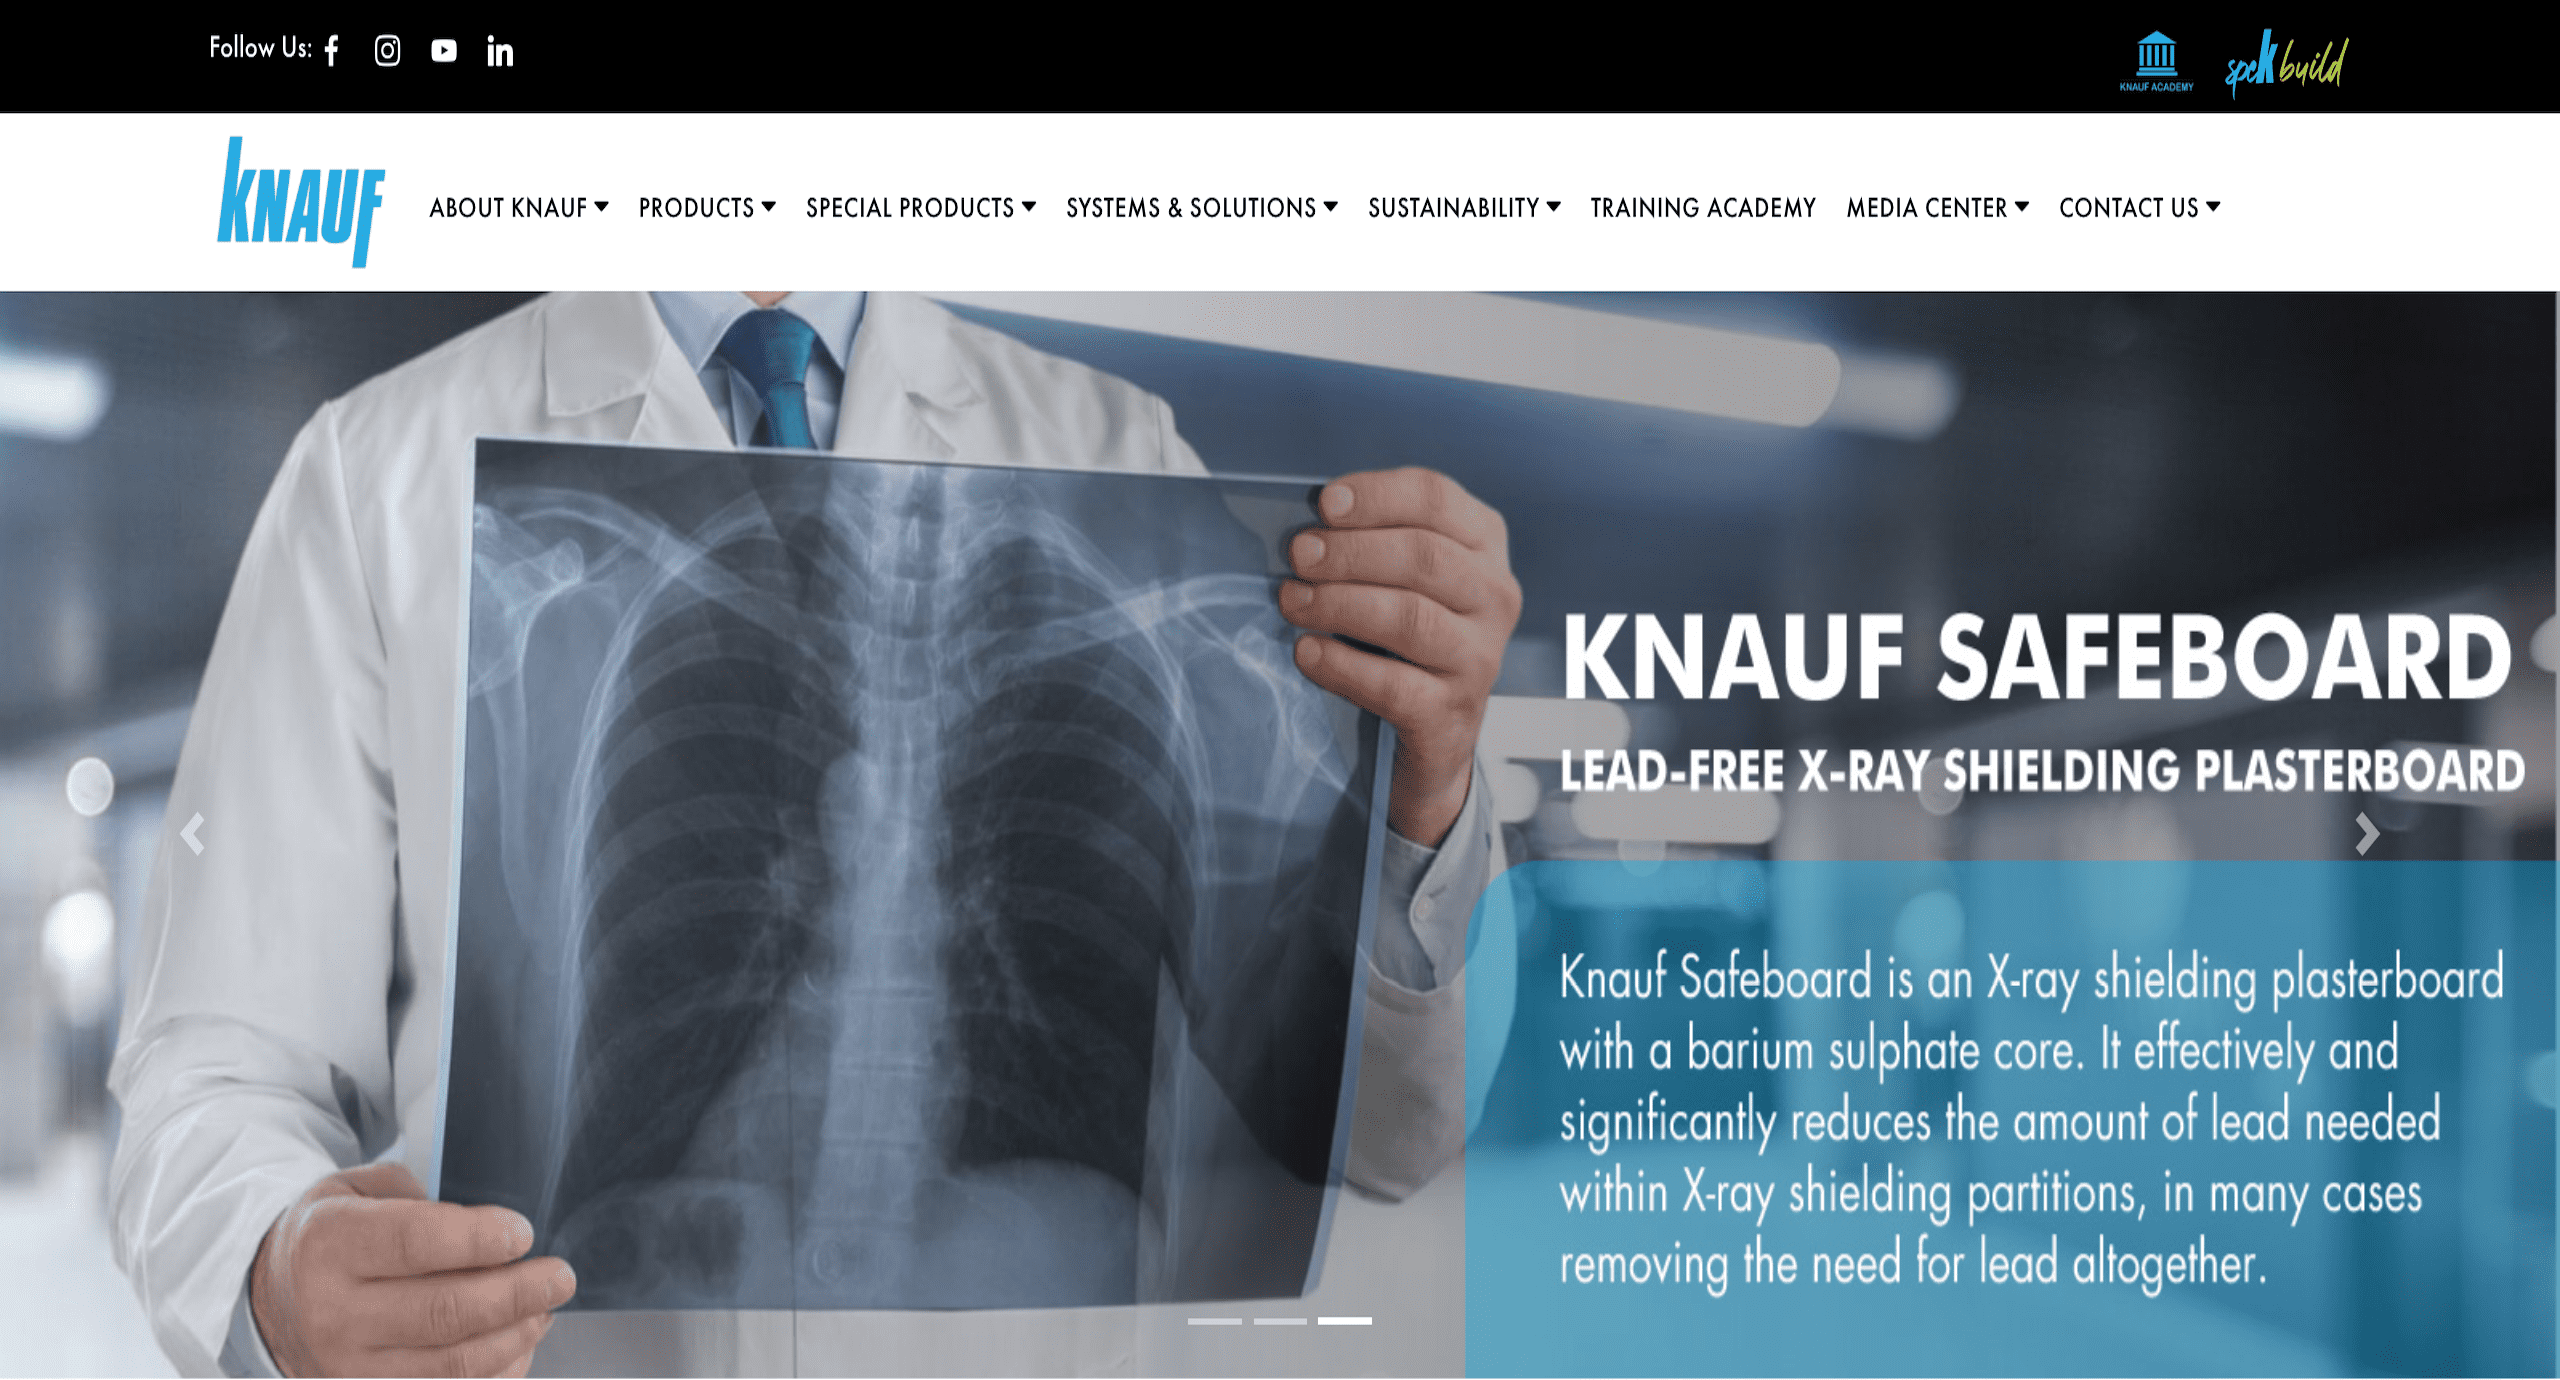 Follow Us:
KNAUF ACADEMY
spekbuild
KNAUF
ABOUT KNAUF
PRODUCTS
SPECIAL PRODUCTS
SYSTEMS & SOLUTIONS
SUSTAINABILITY
TRAINING ACADEMY
MEDIA CENTER
CONTACT US
KNAUF SAFEBOARD
LEAD-FREE X-RAY SHIELDING PLASTERBOARD
Knauf Safeboard is an X-ray shielding plasterboard
with a barium sulphate core. It effectively and
significantly reduces the amount of lead needed
within X-ray shielding partitions, in many cases
removing the need for lead altogether.